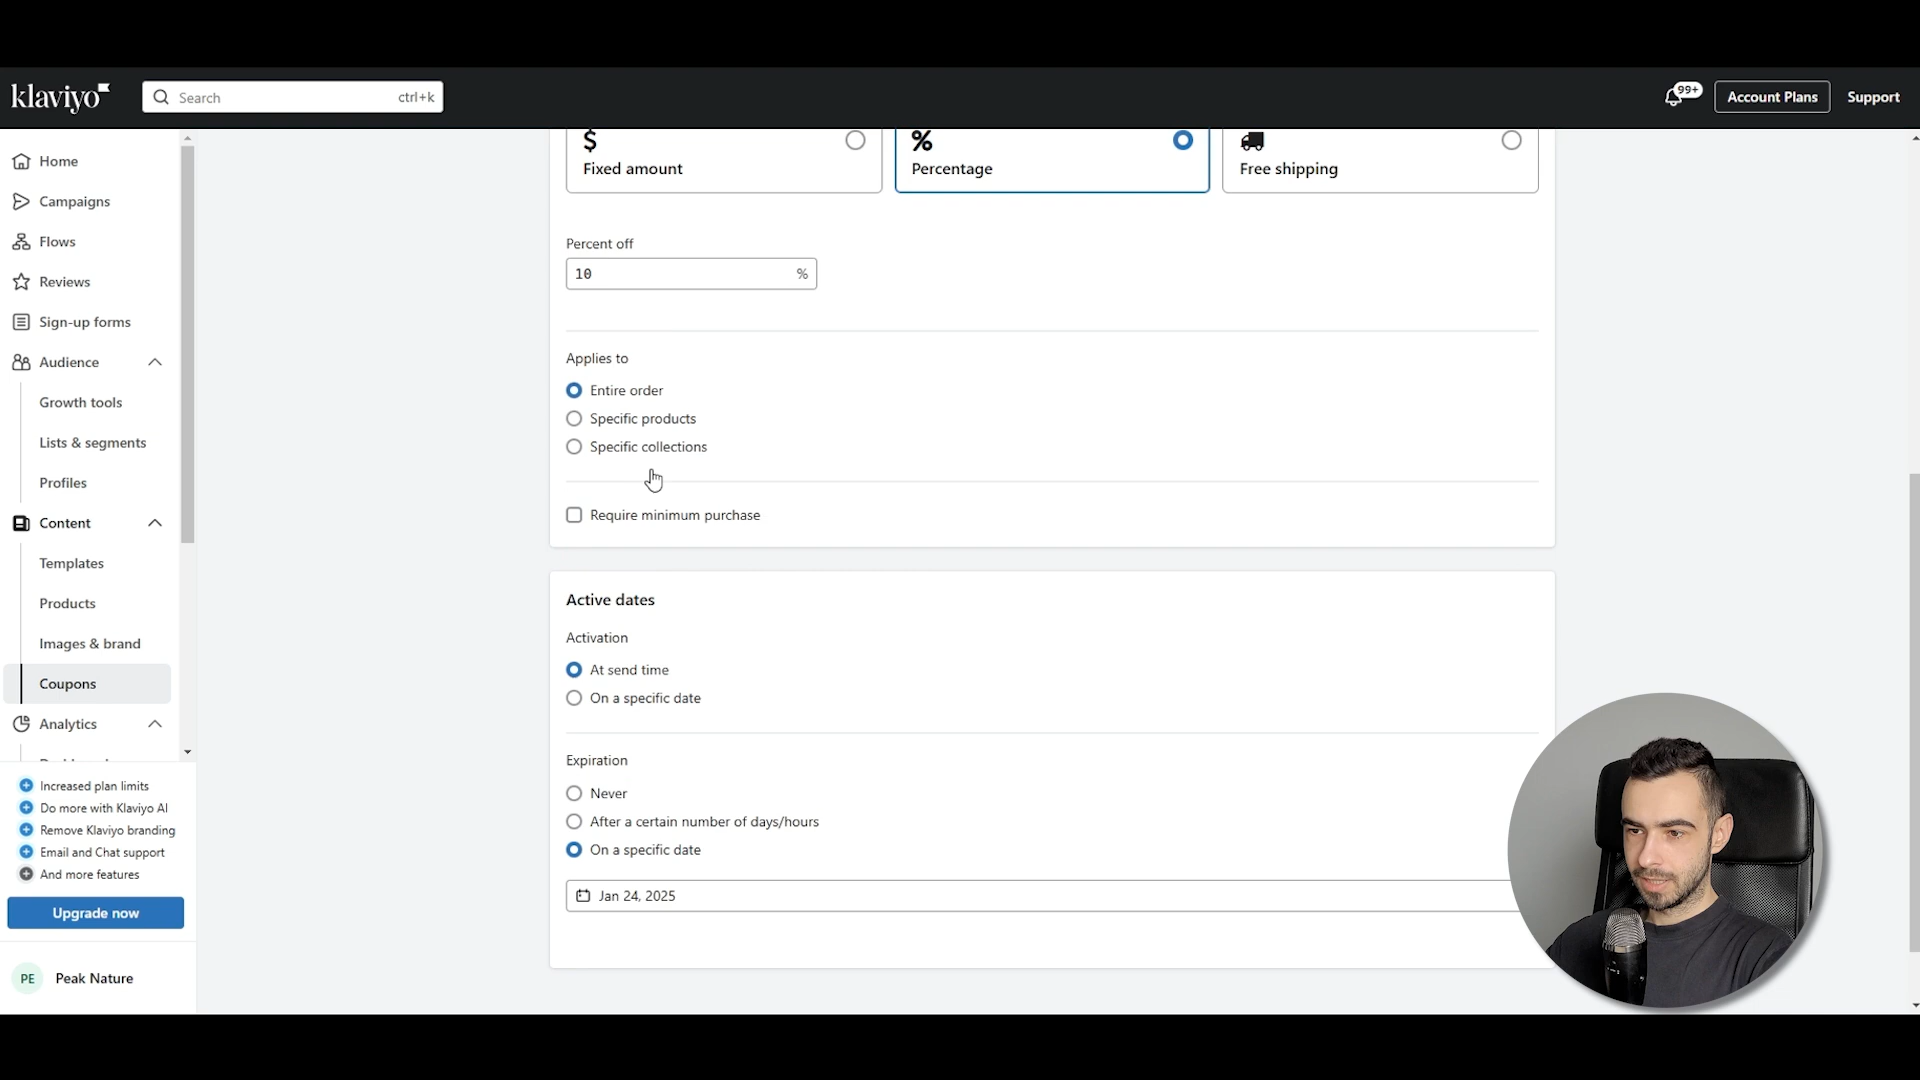 klaviyo
Search
ctrl+k
99+
Account Plans
Support
Home
Campaigns
Flows
Reviews
Sign-up forms
Audience
Growth tools
Lists & segments
Profiles
Content
Templates
Products
Images & brand
Coupons
Analytics
Increased plan limits
Do more with Klaviyo AI
Remove Klaviyo branding
Email and Chat support
And more features
Upgrade now
PE
Peak Nature
$
Fixed amount
%
Percentage
Free shipping
Percent off
10 %
Applies to
Entire order
Specific products
Specific collections
Require minimum purchase
Active dates
Activation
At send time
On a specific date
Expiration
Never
After a certain number of days/hours
On a specific date
Jan 24, 2025